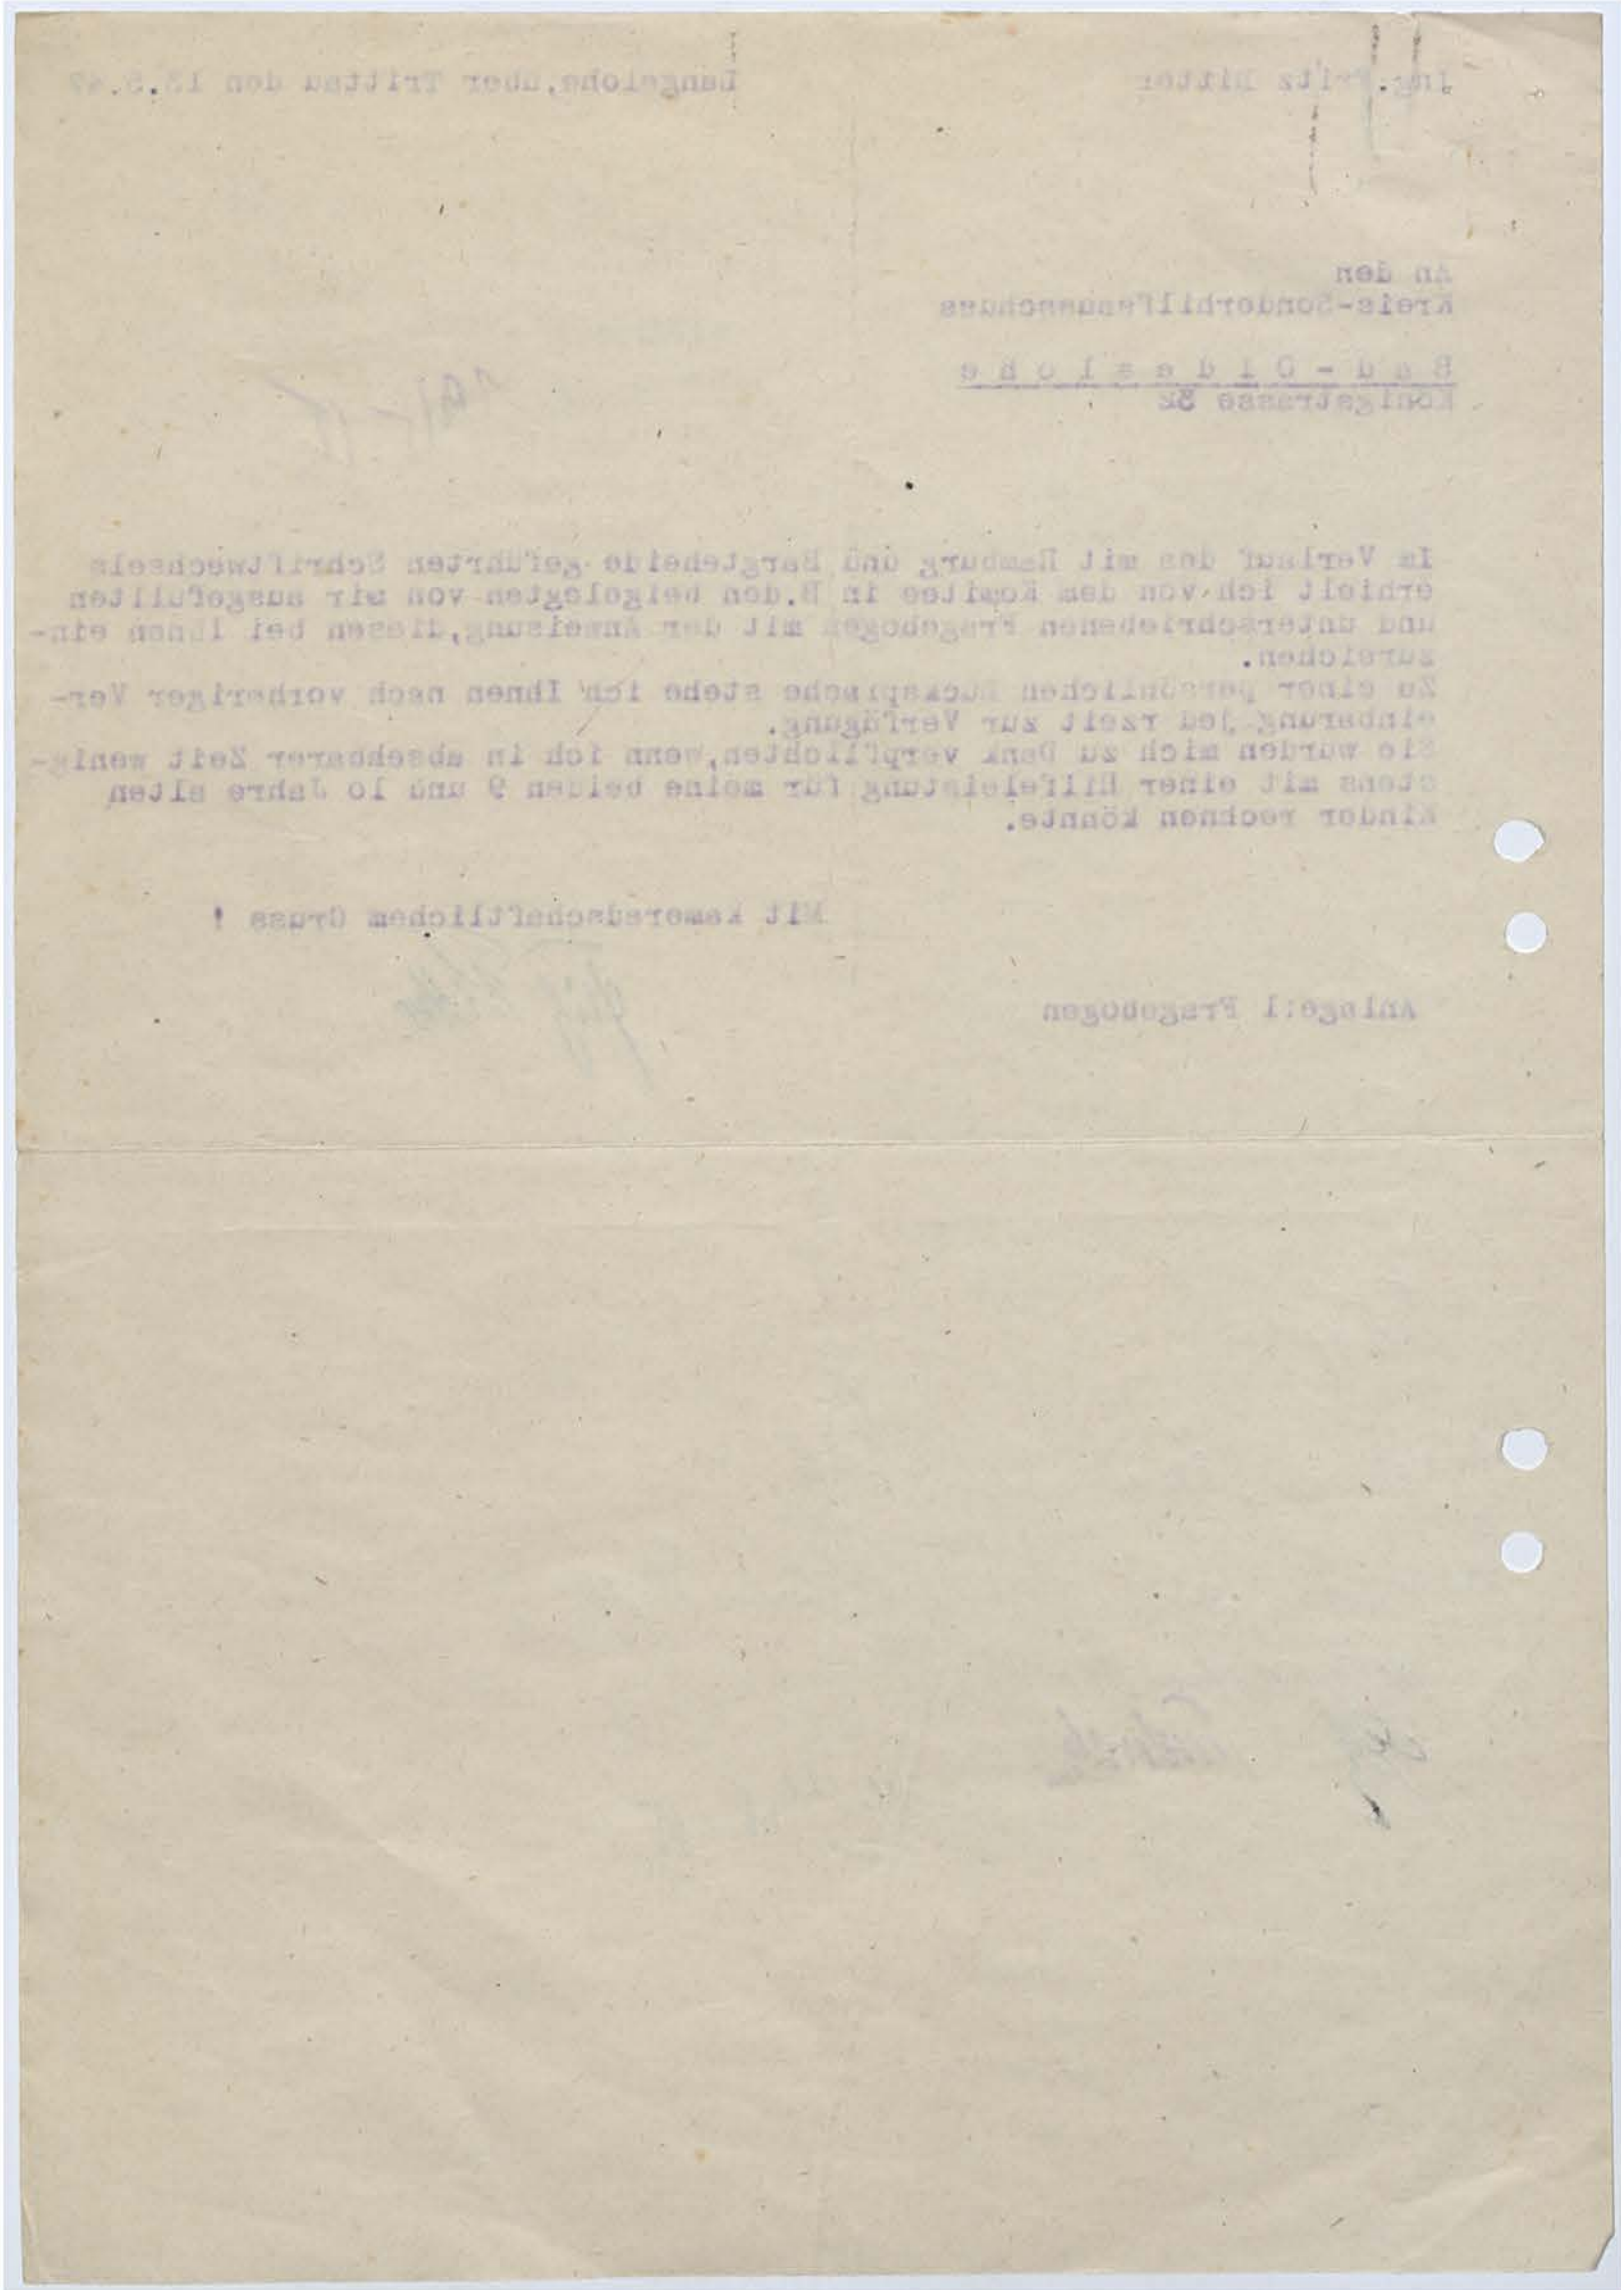 Ing. Fritz Ritter
Langelohe,über Trittau den 13.5.47
An den
Kreis-Sonderhilfsausschuss
Bad-Oldeslohe
Königstrasse 32
Im Verlauf des mit Hamburg und Bargteheide geführten Schriftwechsels
erhielt ich von dem Komitee in B.den beigelegten von mir ausgefüllten
und unterschriebenen Fragebogen mit der Anweisung,diesen bei Ihnen ein-
zureichen.
Zu einer persönlichen Rücksprache stehe ich Ihnen nach vorheriger Ver-
einbarung jederzeit zur Verfügung.
Sie würden mich zu Dank verpflichten,wenn ich in absehbarer Zeit wenig-
stens mit einer Hilfeleistung für meine beiden 9 und 10 Jahre alten
Kinder rechnen könnte.
Mit kameradschaftlichem Gruss !
Anlage:1 Fragebogen